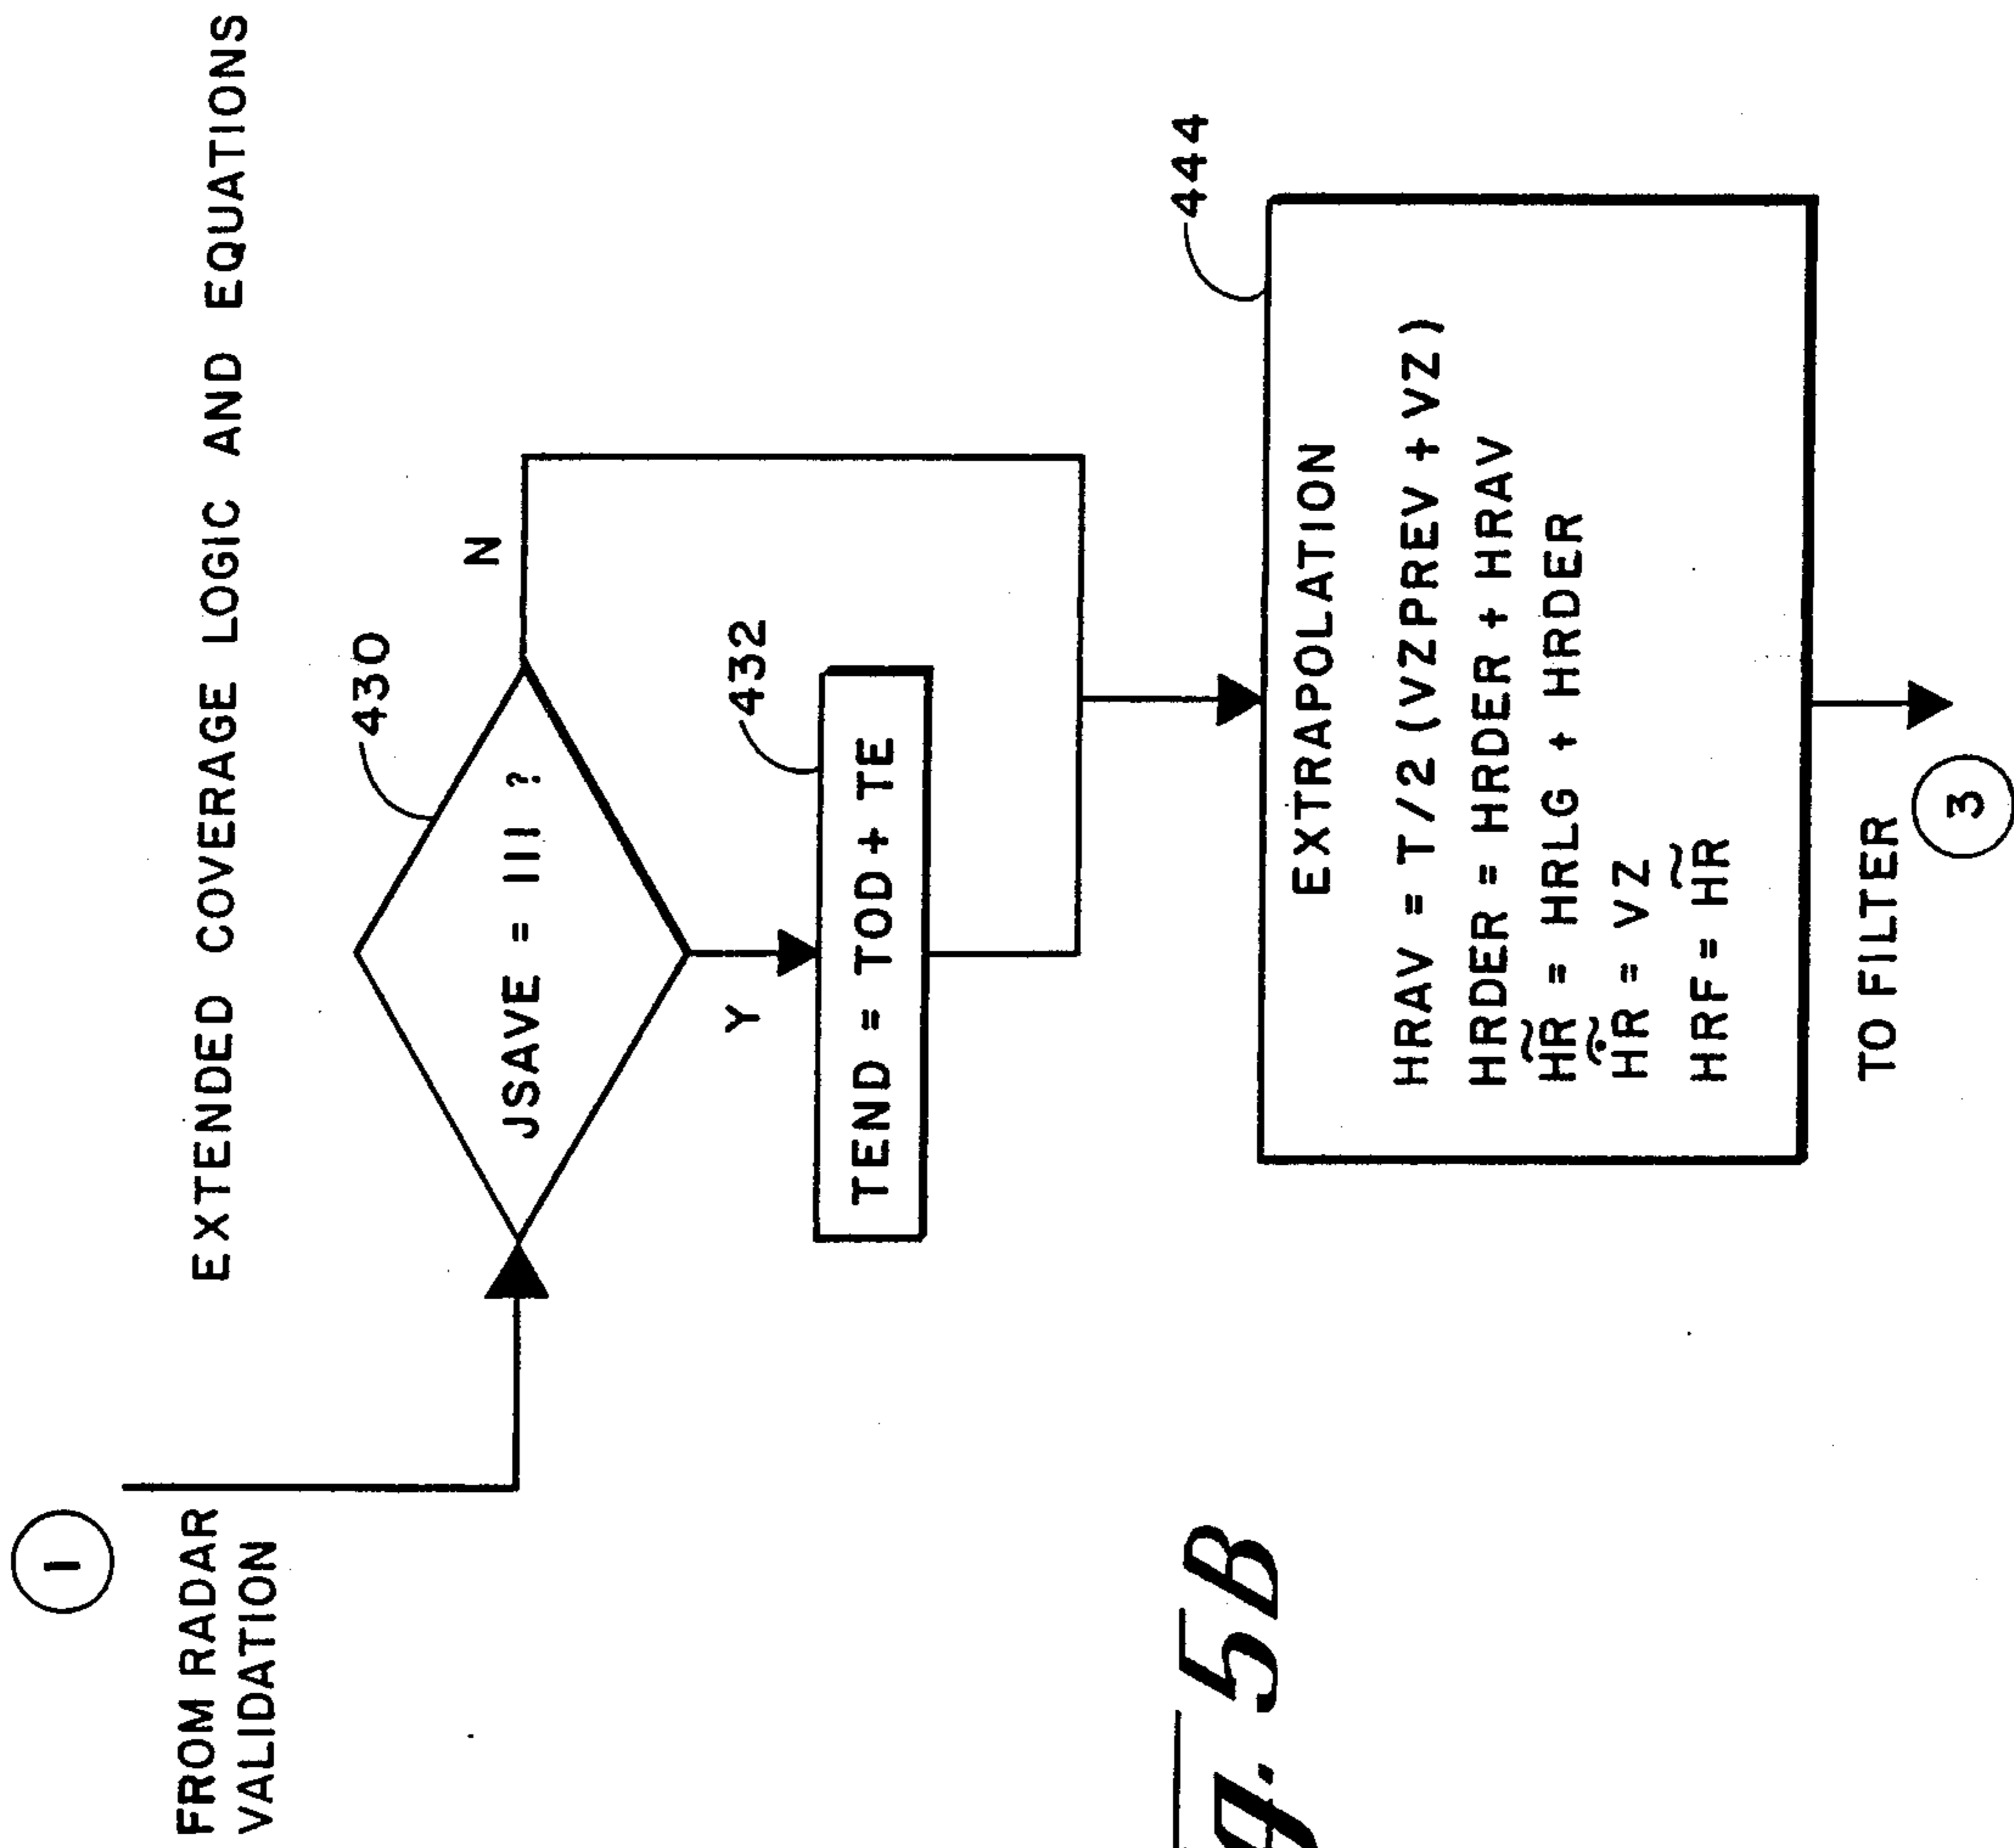 EXTENDED COVERAGE LOGIC AND EQUATIONS
1
FROM RADAR
VALIDATION
430
JSAVE = 111 ?
N
Y
432
TEND = TOD + TE
444
EXTRAPOLATION
HRAV = T/2 (VZPREV + VZ)
HRDER = HRDER + HRAV
H̃R = HRLG + HRDER
H̃̇R = VZ
HRF = H̃R
TO FILTER
3
5B